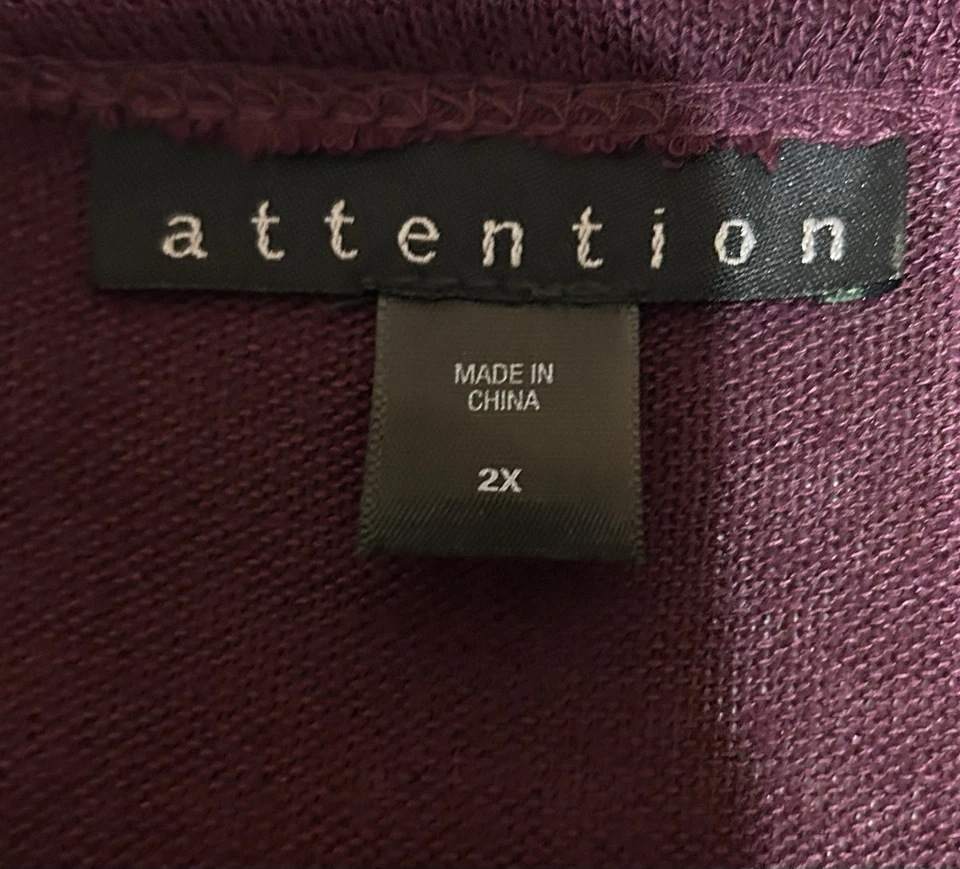 attention
MADE IN
CHINA
2X